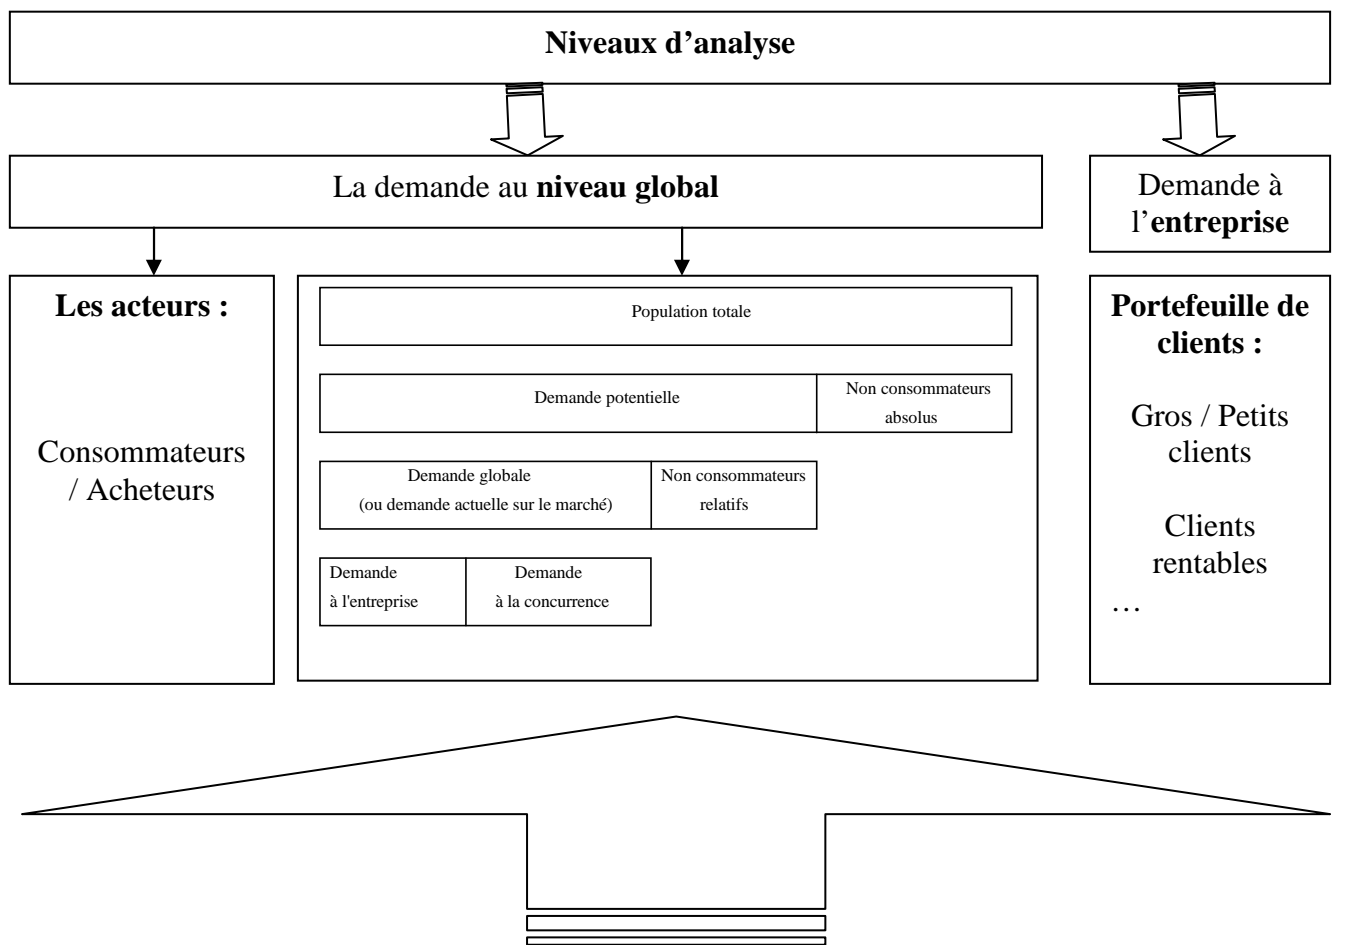 Niveaux d’analyse
La demande au niveau global
Demande à
l’entreprise
Les acteurs :
Consommateurs
/ Acheteurs
Population totale
Demande potentielle
Non consommateurs
absolus
Demande globale
(ou demande actuelle sur le marché)
Non consommateurs
relatifs
Demande
à l'entreprise
Demande
à la concurrence
Portefeuille de
clients :
Gros / Petits
clients
Clients
rentables
…